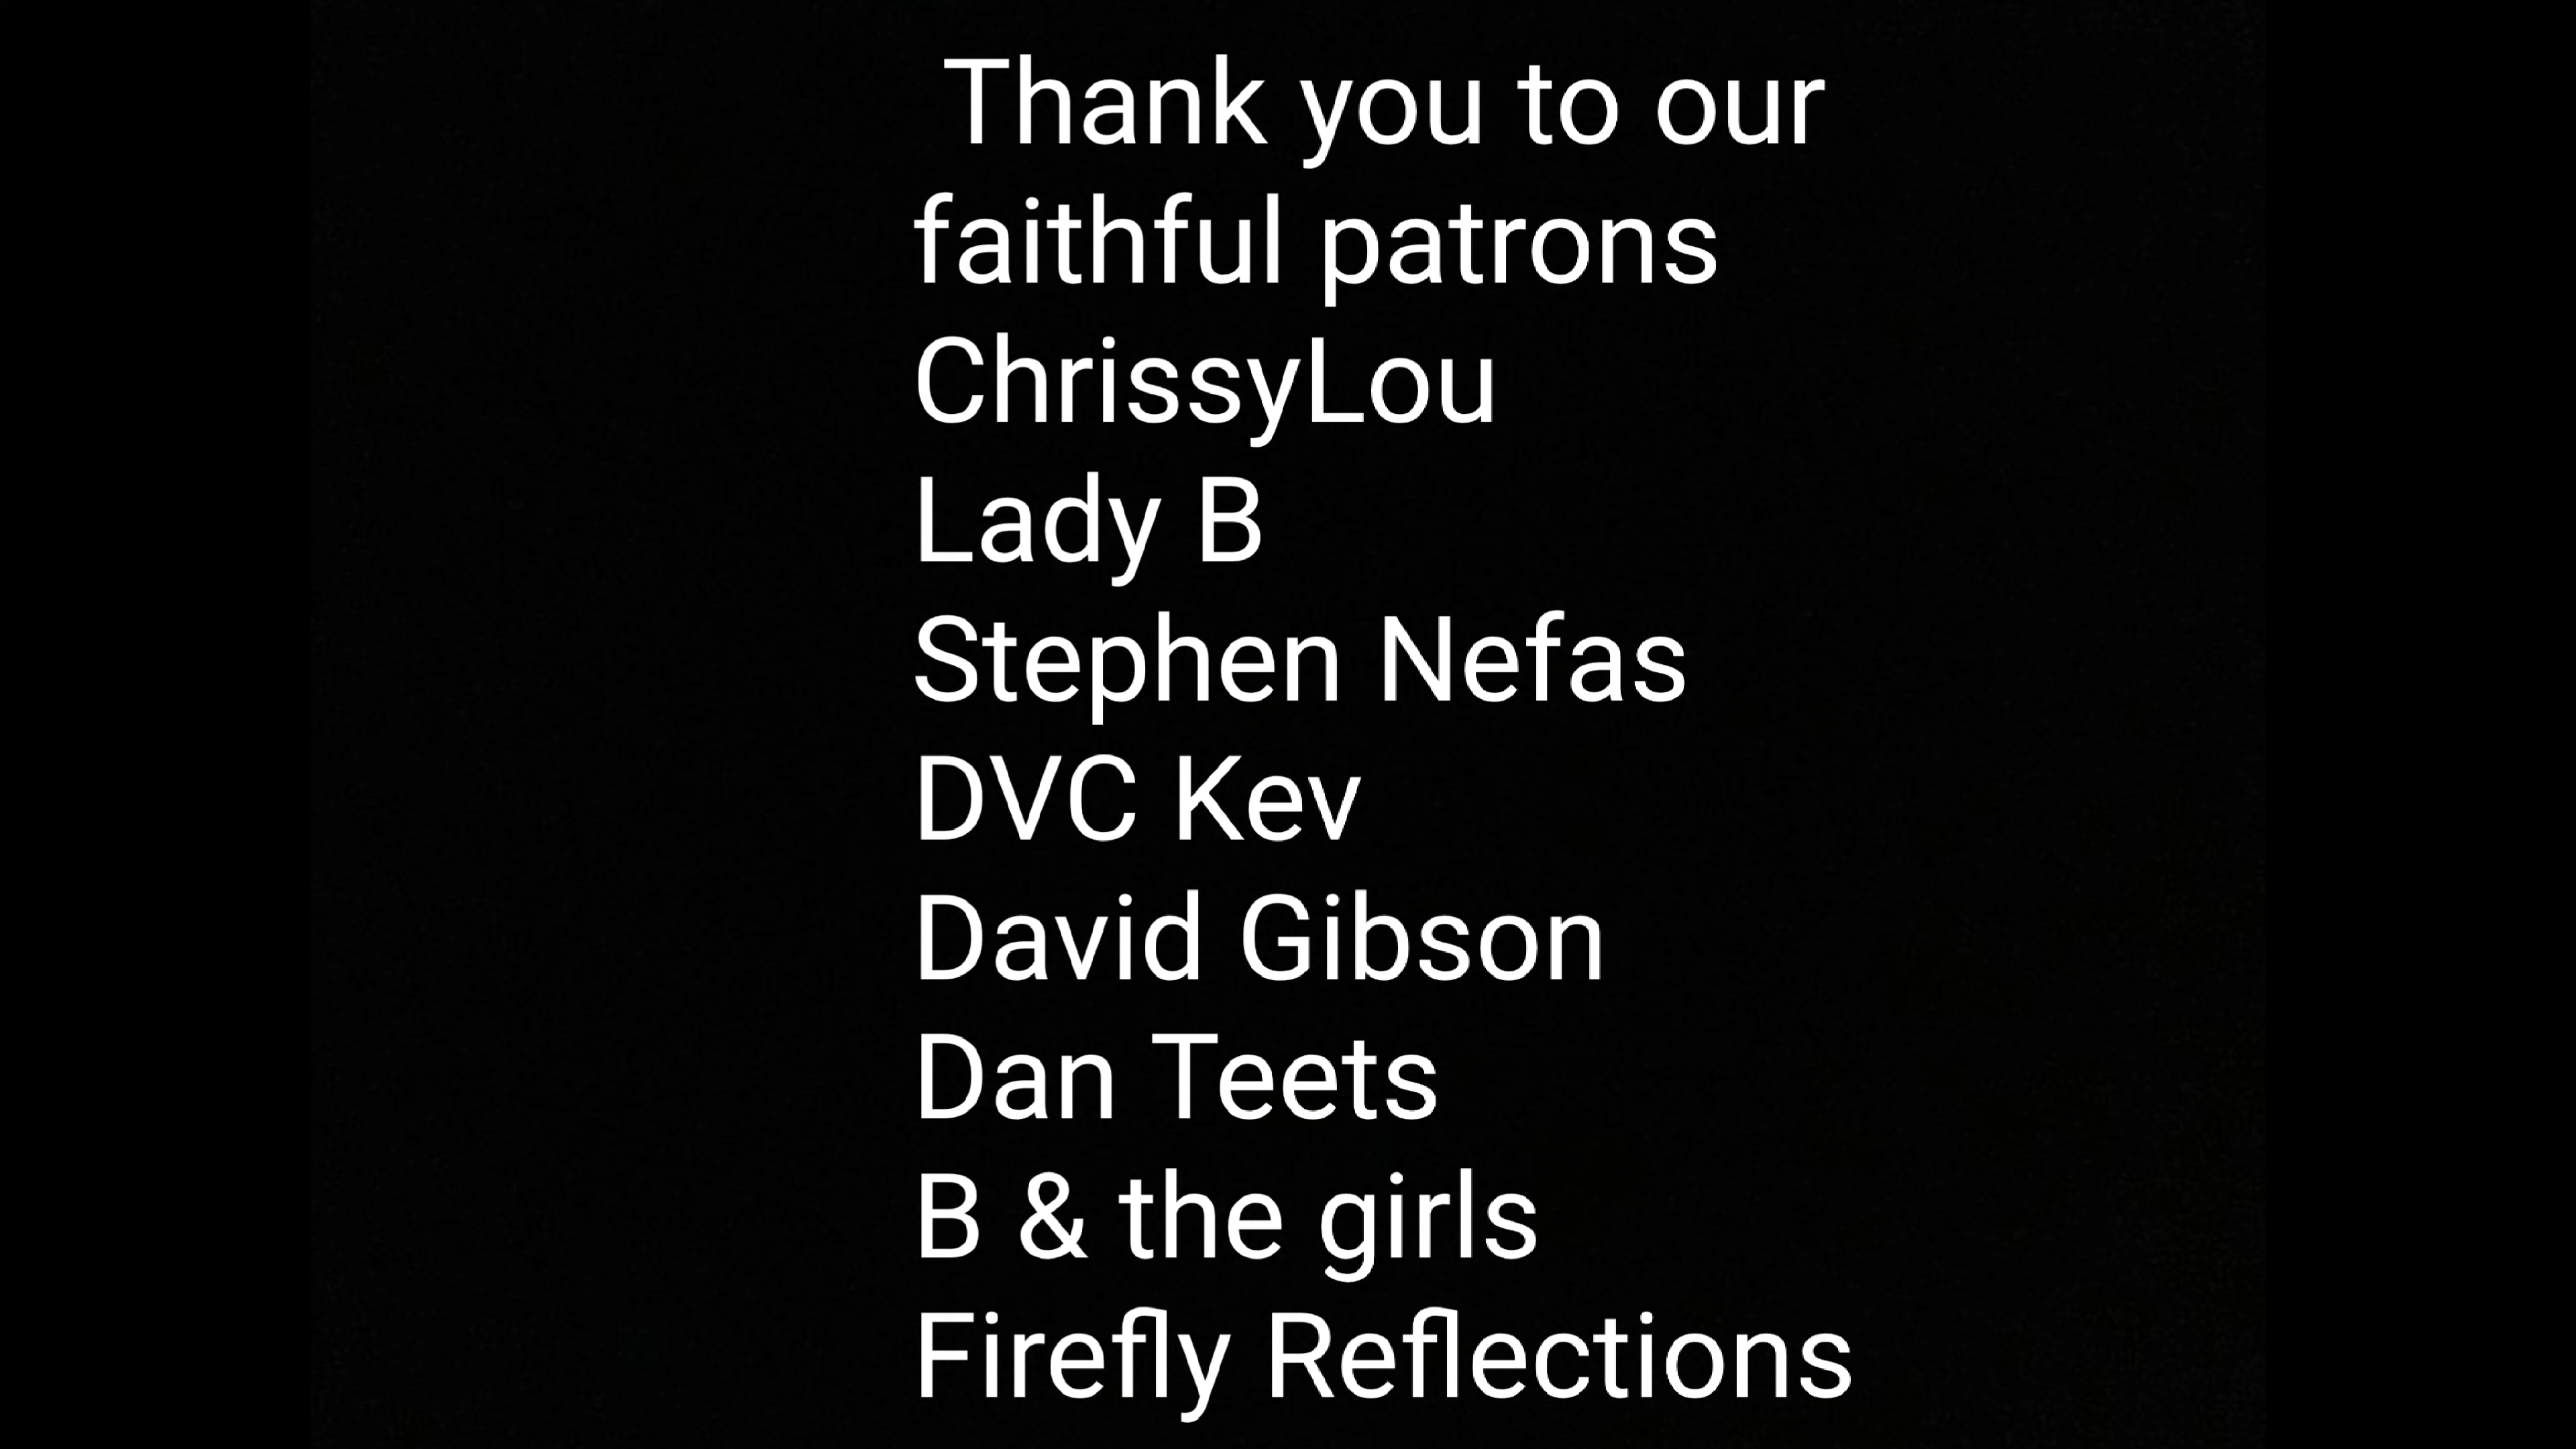 Thank you to our
faithful patrons
ChrissyLou
Lady B
Stephen Nefas
DVC Kev
David Gibson
Dan Teets
B & the girls
Firefly Reflections